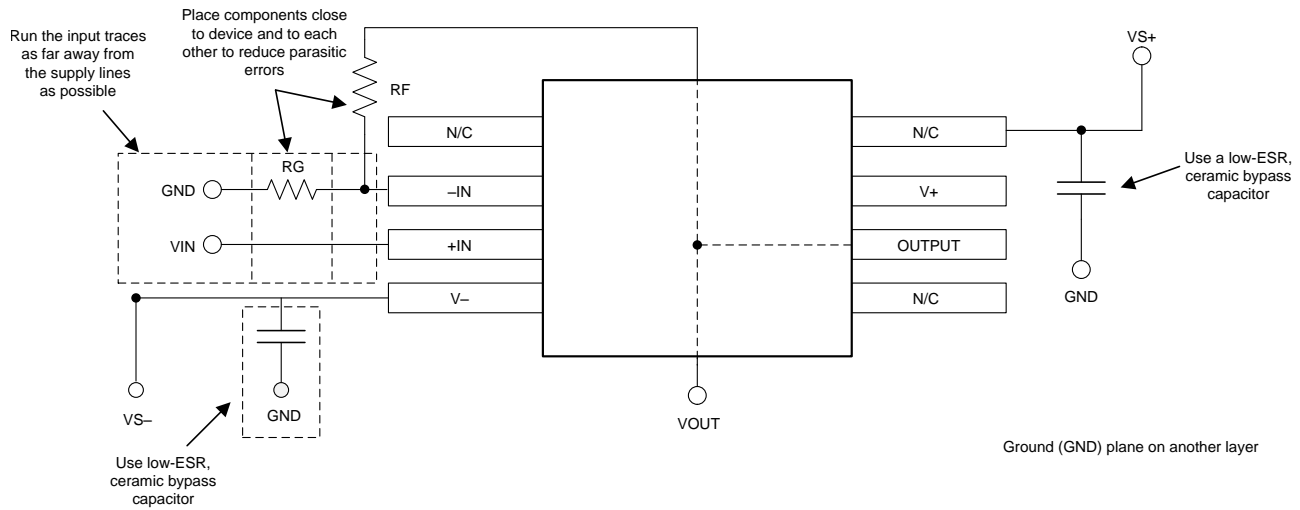 Place components close
to device and to each
other to reduce parasitic
errors
Run the input traces
as far away from
the supply lines
as possible
VS+
RF
N/C
N/C
Use a low-ESR,
ceramic bypass
capacitor
RG
GND
–IN
V+
VIN
+IN
OUTPUT
GND
V–
N/C
VS–
GND
VOUT
Use low-ESR,
ceramic bypass
capacitor
Ground (GND) plane on another layer